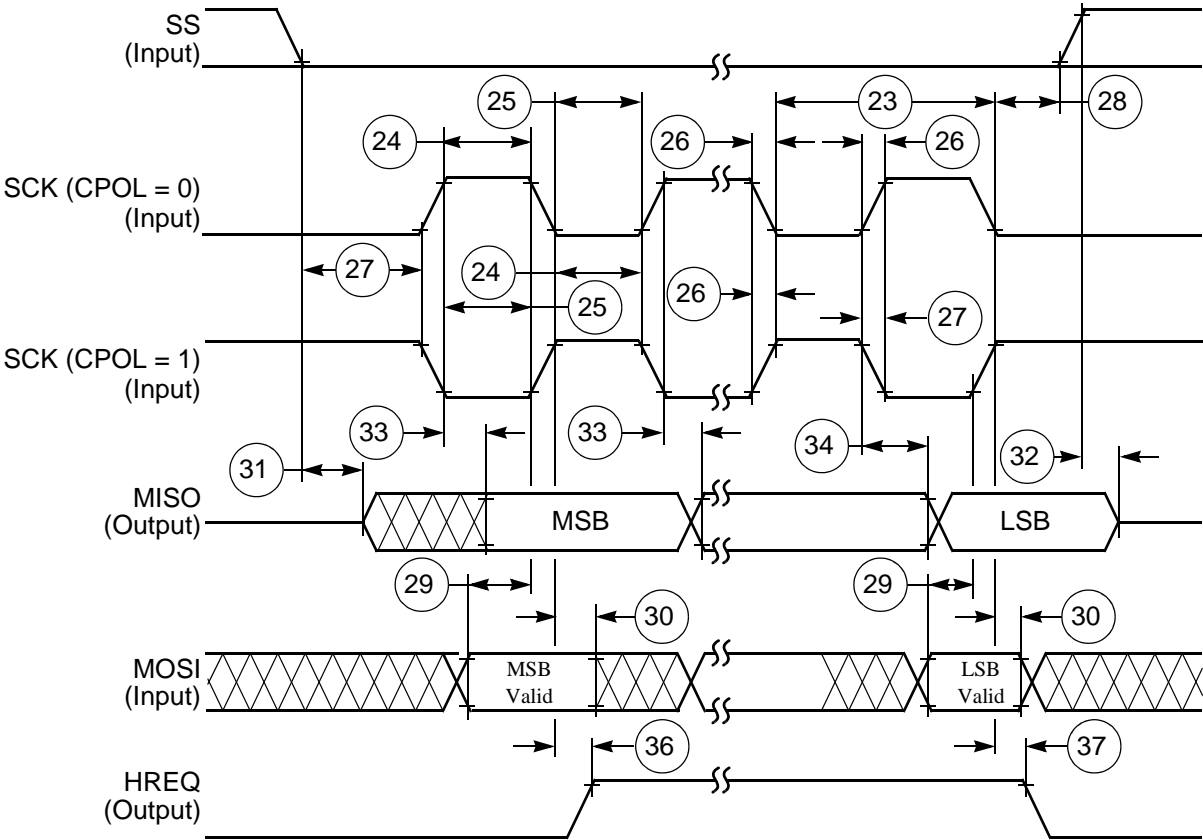 SS
(Input)
25
23
28
24
26
26
SCK (CPOL = 0)
(Input)
27
24
25
26
27
SCK (CPOL = 1)
(Input)
33
33
34
31
32
MISO
(Output)
MSB
LSB
29
29
30
30
MOSI
(Input)
MSB
Valid
LSB
Valid
36
37
HREQ
(Output)